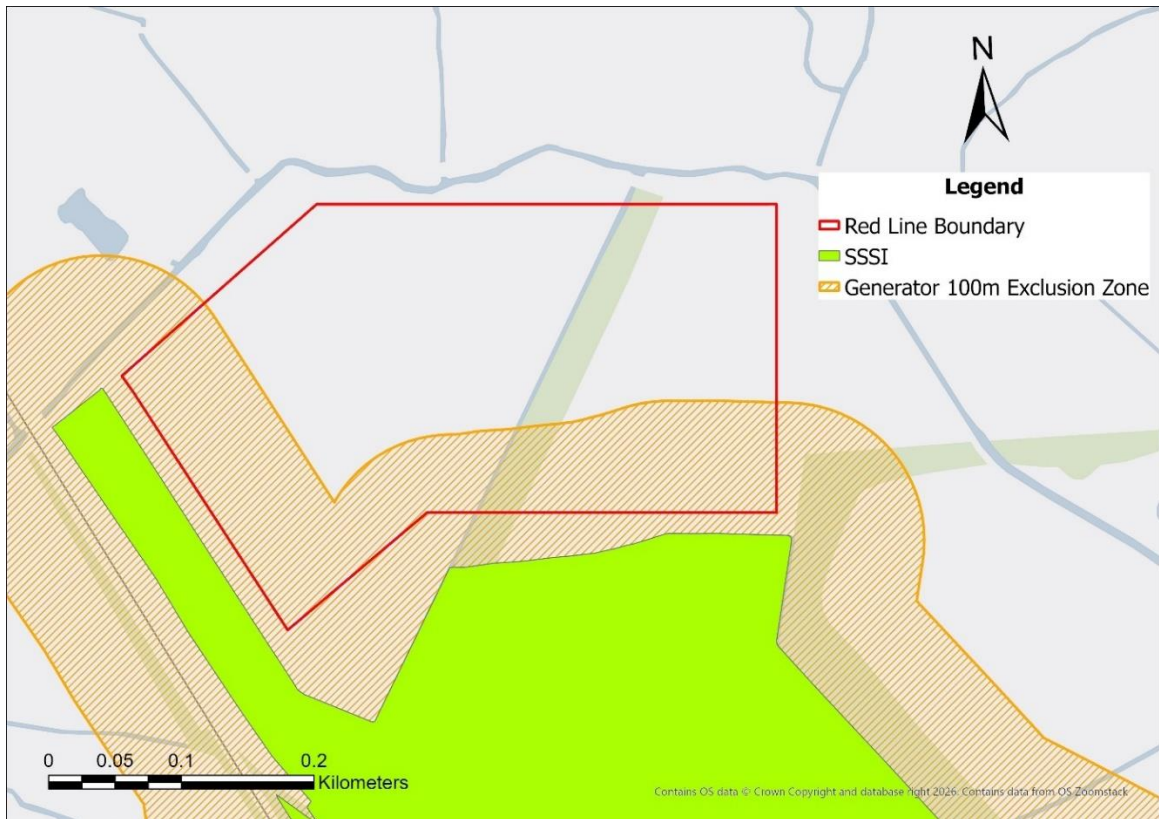 N
Legend
Red Line Boundary
SSSI
Generator 100m Exclusion Zone
0 0.05 0.1 0.2
Kilometers
Contains OS data © Crown Copyright and database right 2026. Contains data from OS Zoomstack